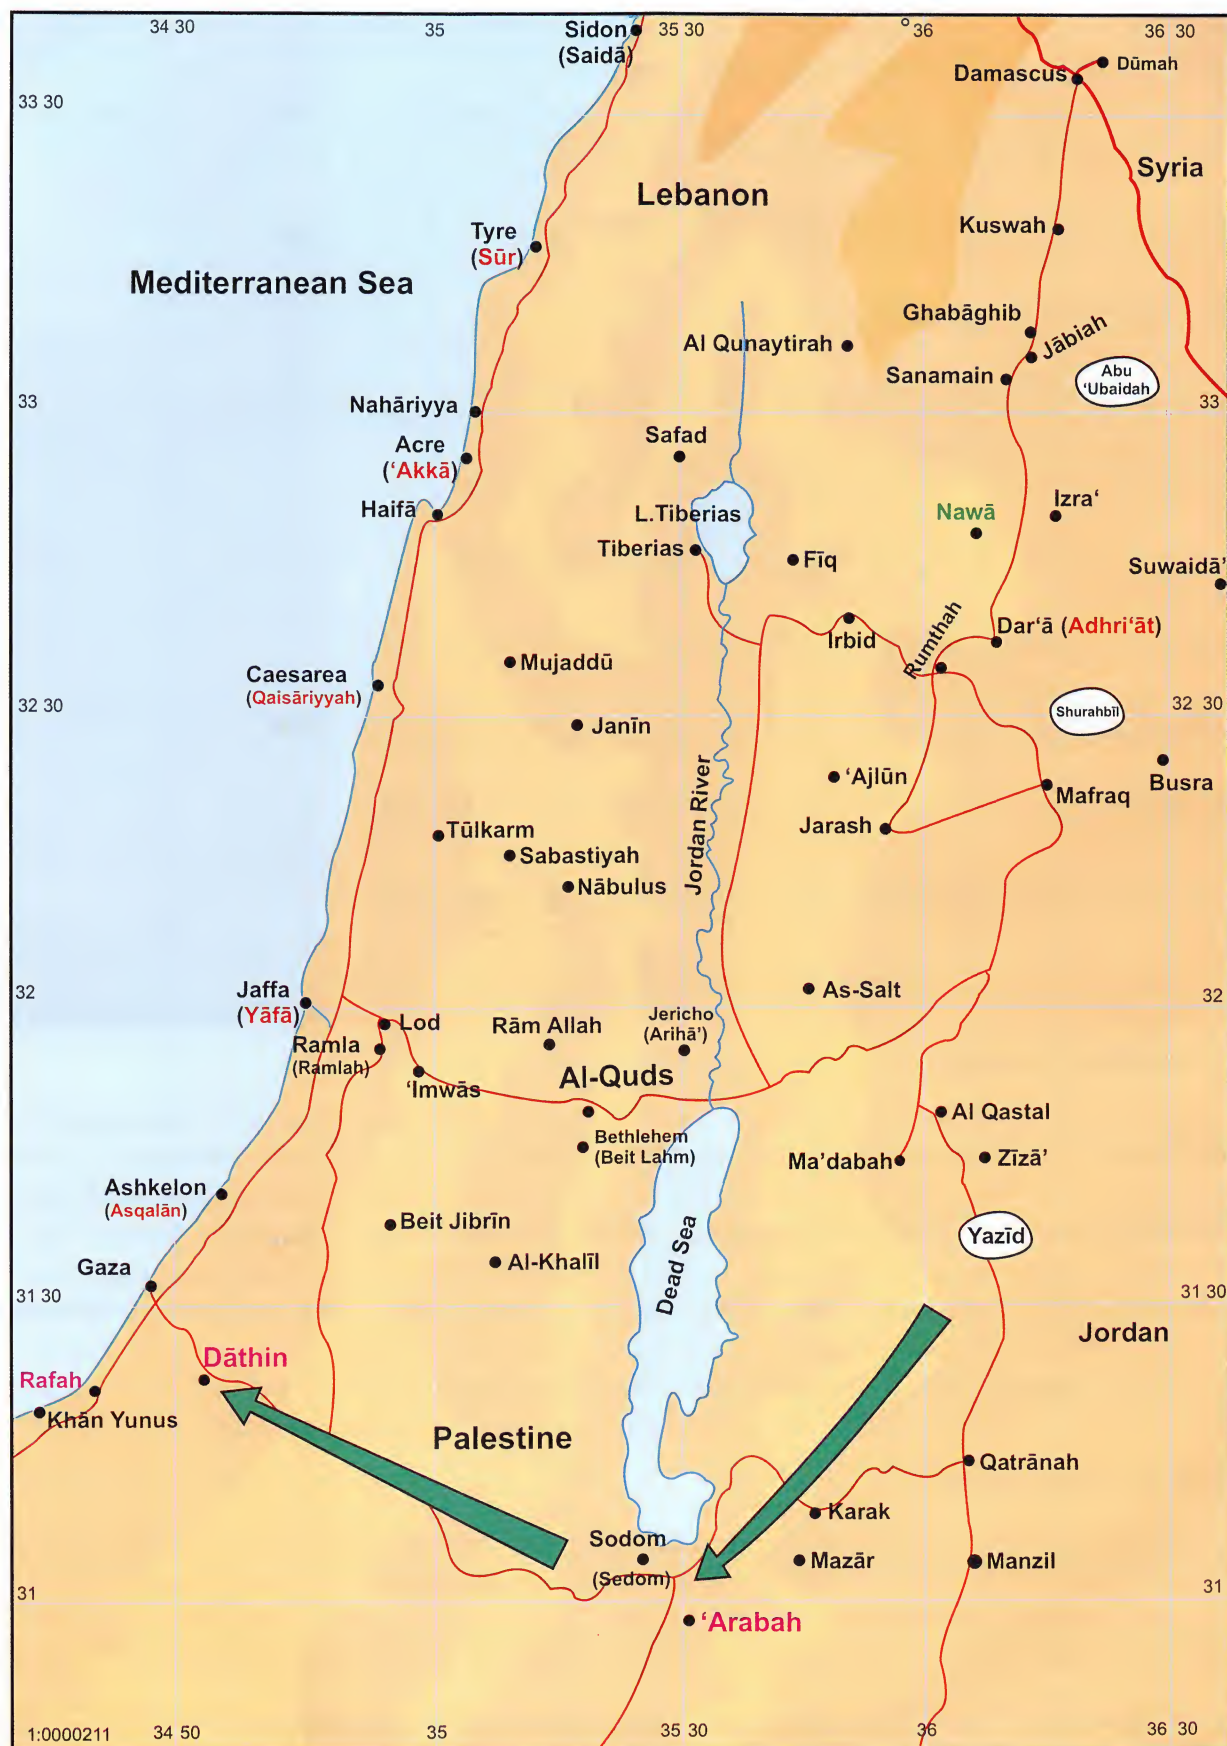 34 30
35
35 30
36
36 30
Sidon
(Saidā)
Damascus
Dūmah
33 30
Syria
Lebanon
Kuswah
Tyre
(Sūr)
Mediterranean Sea
Ghabāghib
Jābiah
Al Qunaytirah
Sanamain
Abu
‘Ubaidah
33
33
Nahāriyya
Safad
Acre
(‘Akkā)
Haifā
L.Tiberias
Nawā
Izra‘
Tiberias
Fīq
Suwaidā’
Irbid
Rumthah
Dar‘ā (Adhri‘āt)
Mujaddū
Caesarea
(Qaisāriyyah)
32 30
32 30
Shurahbīl
Janīn
Jordan River
‘Ajlūn
Mafraq
Busra
Jarash
Tūlkarm
Sabastiyah
Nābulus
32
32
Jaffa
(Yāfā)
As-Salt
Lod
Rām Allah
Jericho
(Arihā’)
Ramla
(Ramlah)
‘Imwās
Al-Quds
Al Qastal
Bethlehem
(Beit Lahm)
Ma’dabah
Zīzā’
Ashkelon
(Asqalān)
Beit Jibrīn
Yazīd
Al-Khalīl
Dead Sea
Gaza
31 30
31 30
Jordan
Dāthin
Rafah
Khān Yunus
Palestine
Qatrānah
Karak
Sodom
(Sedom)
Mazār
Manzil
31
31
‘Arabah
1:0000211
34 50
35
35 30
36
36 30